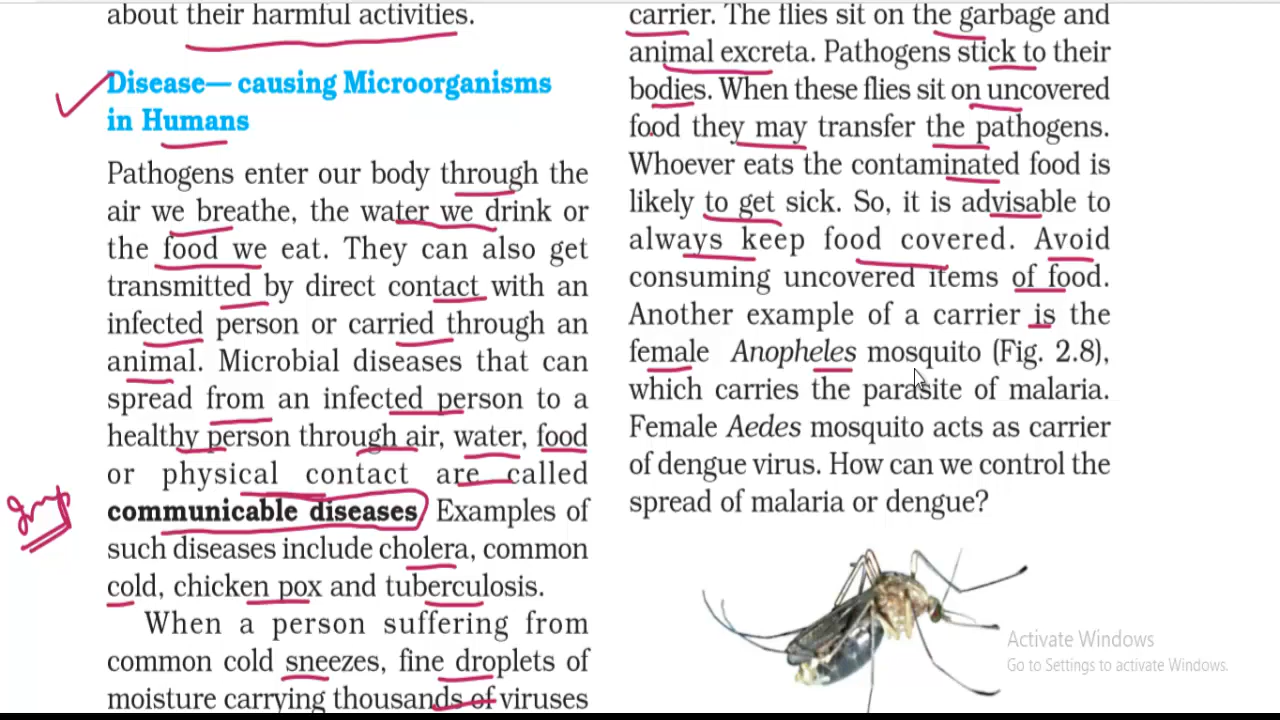 about their harmful activities.
Disease— causing Microorganisms
in Humans
Pathogens enter our body through the
air we breathe, the water we drink or
the food we eat. They can also get
transmitted by direct contact with an
infected person or carried through an
animal. Microbial diseases that can
spread from an infected person to a
healthy person through air, water, food
or physical contact are called
Imp
communicable diseases. Examples of
such diseases include cholera, common
cold, chicken pox and tuberculosis.
When a person suffering from
common cold sneezes, fine droplets of
moisture carrying thousands of viruses
carrier. The flies sit on the garbage and
animal excreta. Pathogens stick to their
bodies. When these flies sit on uncovered
food they may transfer the pathogens.
Whoever eats the contaminated food is
likely to get sick. So, it is advisable to
always keep food covered. Avoid
consuming uncovered items of food.
Another example of a carrier is the
female Anopheles mosquito (Fig. 2.8),
which carries the parasite of malaria.
Female Aedes mosquito acts as carrier
of dengue virus. How can we control the
spread of malaria or dengue?
Activate Windows
Go to Settings to activate Windows.